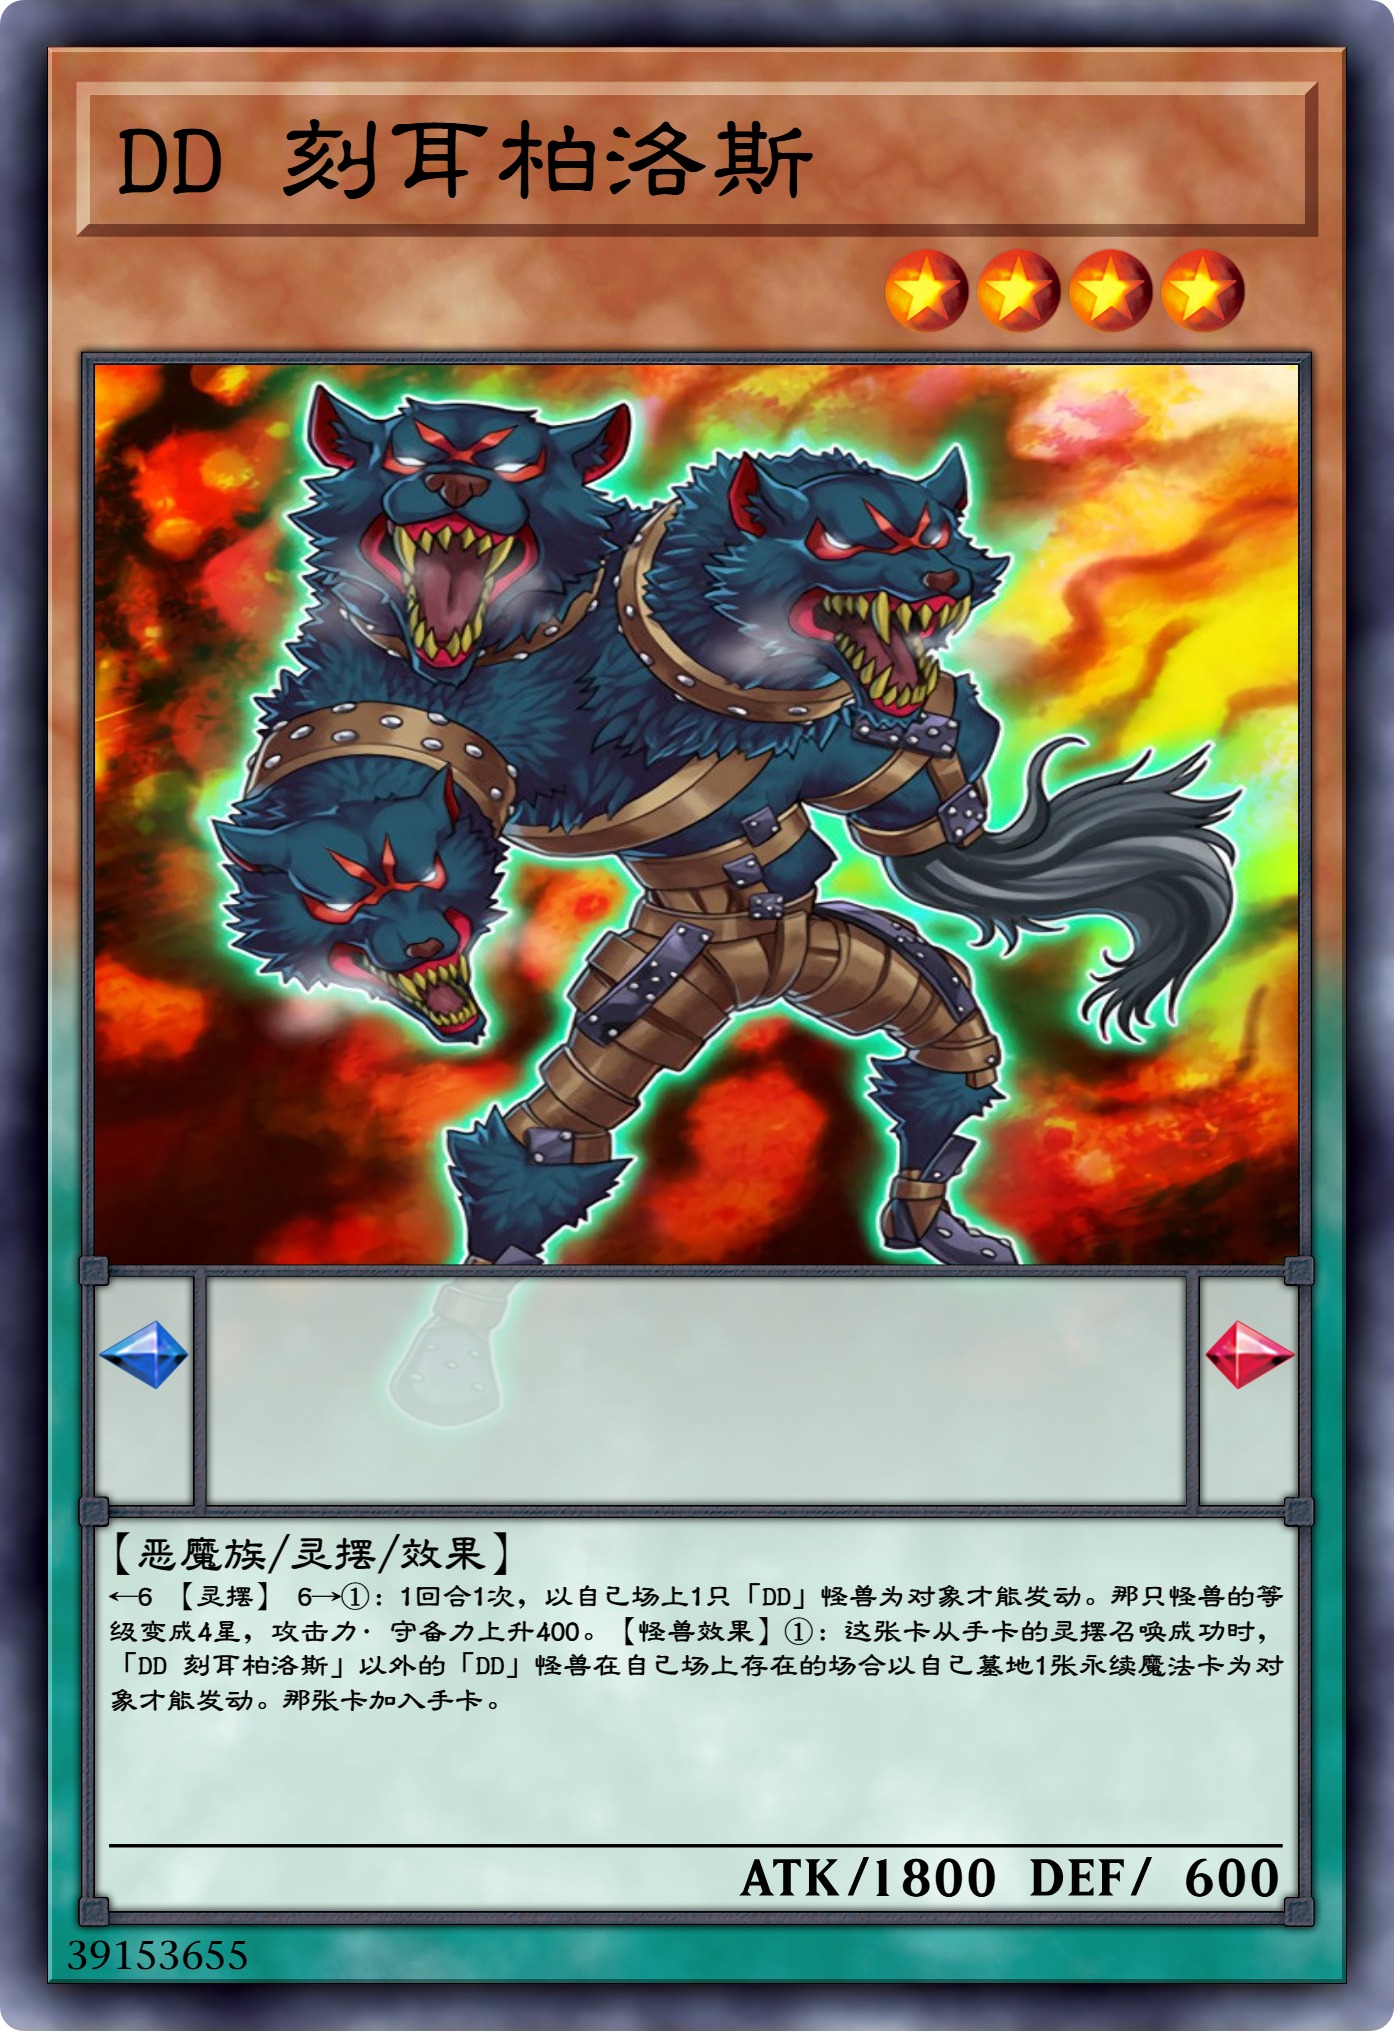 DD 刻耳柏洛斯
【恶魔族/灵摆/效果】
←6 【灵摆】 6→①：1回合1次，以自己场上1只「DD」怪兽为对象才能发动。那只怪兽的等
级变成4星，攻击力·守备力上升400。【怪兽效果】①：这张卡从手卡的灵摆召唤成功时，
「DD 刻耳柏洛斯」以外的「DD」怪兽在自己场上存在的场合以自己墓地1张永续魔法卡为对
象才能发动。那张卡加入手卡。
ATK/1800 DEF/ 600
39153655